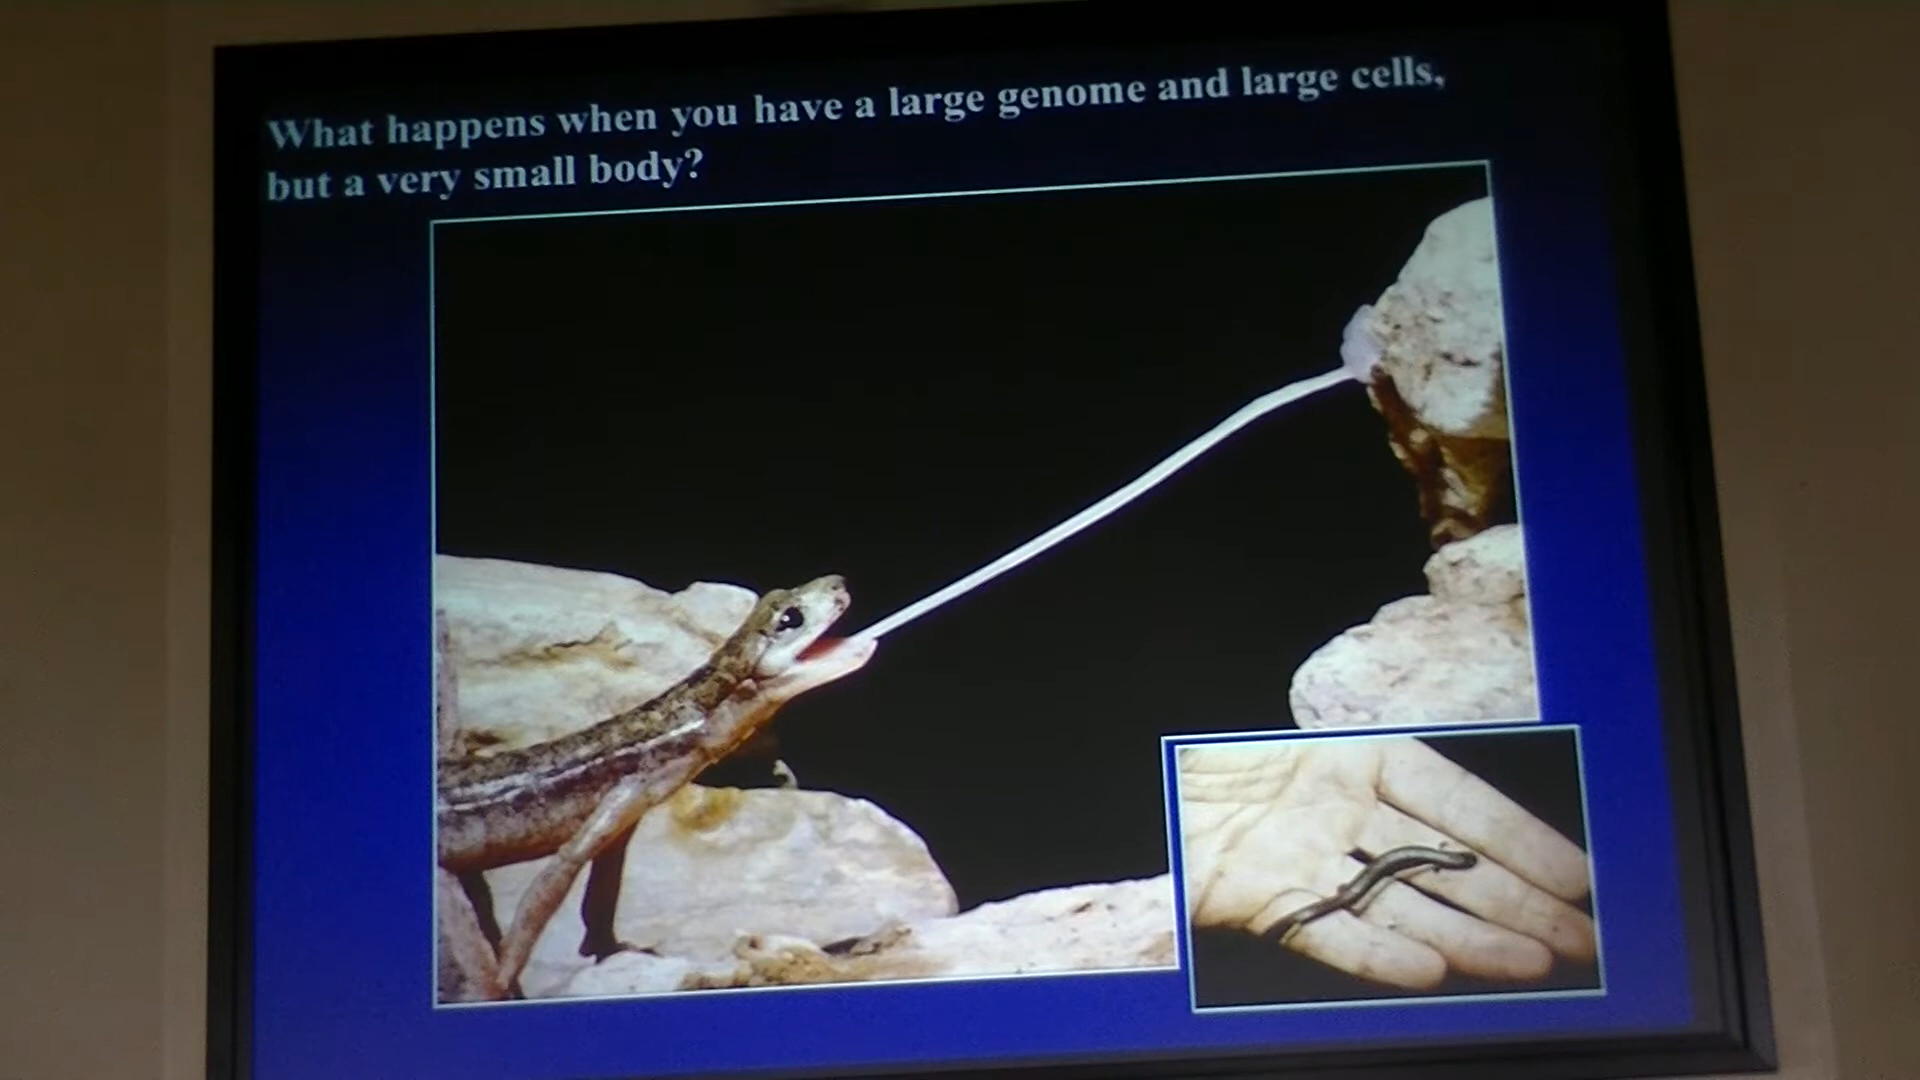 What happens when you have a large genome and large cells,
but a very small body?